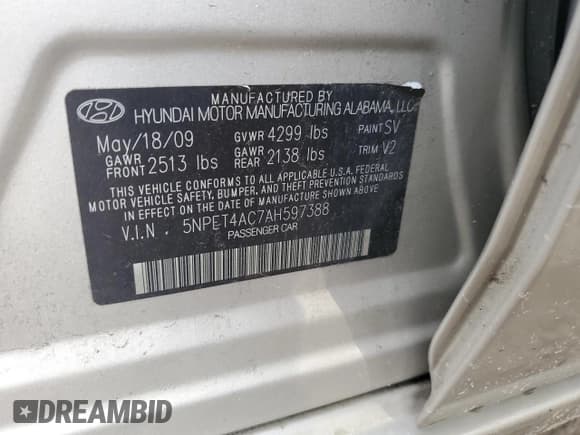 MANUFACTURED BY
HYUNDAI MOTOR MANUFACTURING ALABAMA, LLC
May/18/09 GVWR 4299 lbs PAINT SV
GAWR FRONT 2513 lbs GAWR REAR 2138 lbs TRIM V2
THIS VEHICLE CONFORMS TO ALL APPLICABLE U.S.A. FEDERAL
MOTOR VEHICLE SAFETY, BUMPER, AND THEFT PREVENTION STANDARDS
IN EFFECT ON THE DATE OF MANUFACTURE SHOWN ABOVE.
V.I.N . 5NPET4AC7AH597388
PASSENGER CAR
DREAMBID